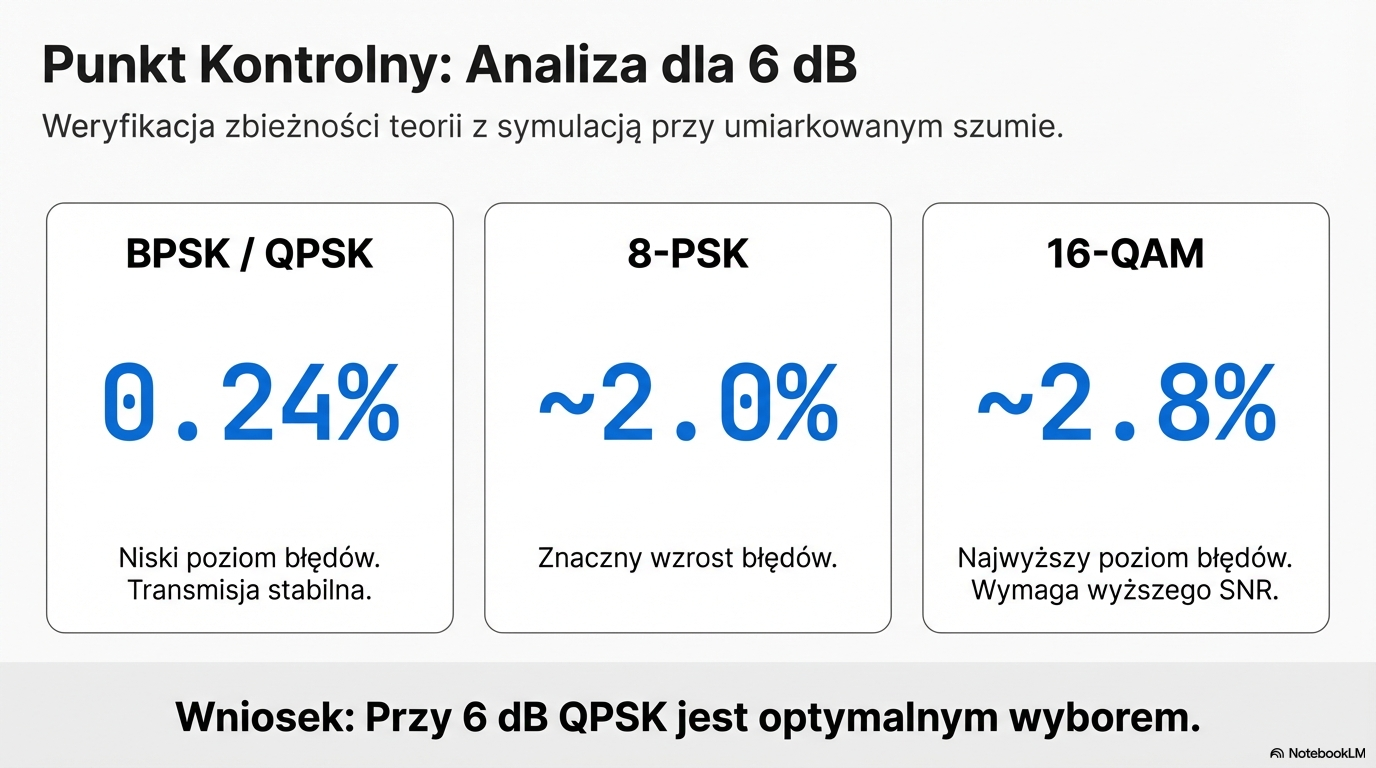 Punkt Kontrolny: Analiza dla 6 dB
Weryfikacja zbieżności teorii z symulacją przy umiarkowanym szumie.
BPSK / QPSK
0.24%
Niski poziom błędów.
Transmisja stabilna.
8-PSK
~2.0%
Znaczny wzrost błędów.
16-QAM
~2.8%
Najwyższy poziom błędów.
Wymaga wyższego SNR.
Wniosek: Przy 6 dB QPSK jest optymalnym wyborem.
NotebookLM